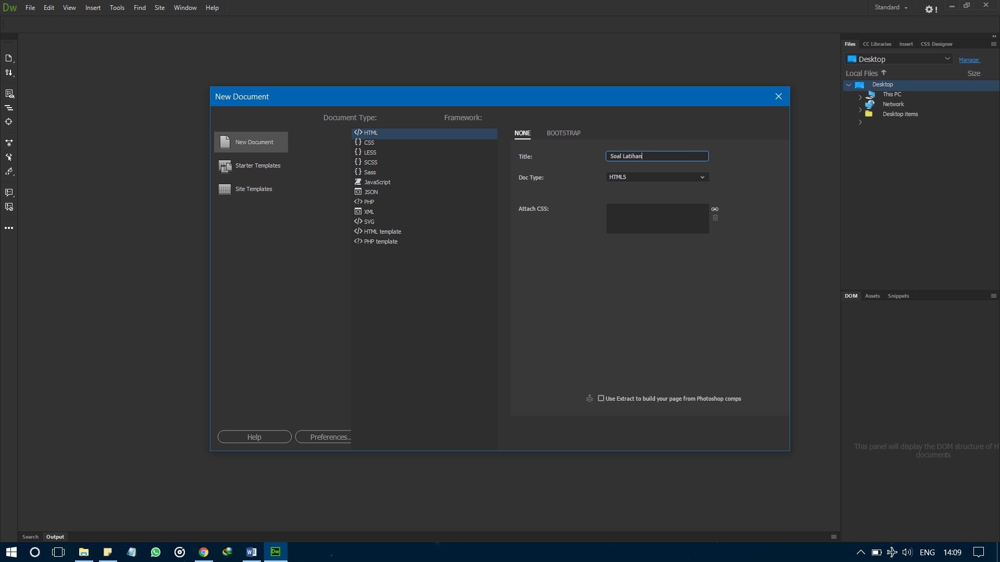 Dw File Edit View Insert Tools Find Site Window Help Standard
Files CC Libraries Insert CSS Designer
Desktop Manage
Local Files Size
Desktop
This PC
Network
Desktop items
New Document
Document Type: Framework:
New Document
Starter Templates
Site Templates
</> HTML
{} CSS
{} LESS
{} SCSS
{} Sass
JavaScript
JSON
<?> PHP
XML
</> SVG
</> HTML template
<?> PHP template
NONE BOOTSTRAP
Title: Soal Latihan
Doc Type: HTML5
Attach CSS:
Use Extract to build your page from Photoshop comps
Help Preferences..
DOM Assets Snippets
This panel will display the DOM structure of H
documents
Search Output
Dw ENG 14:09